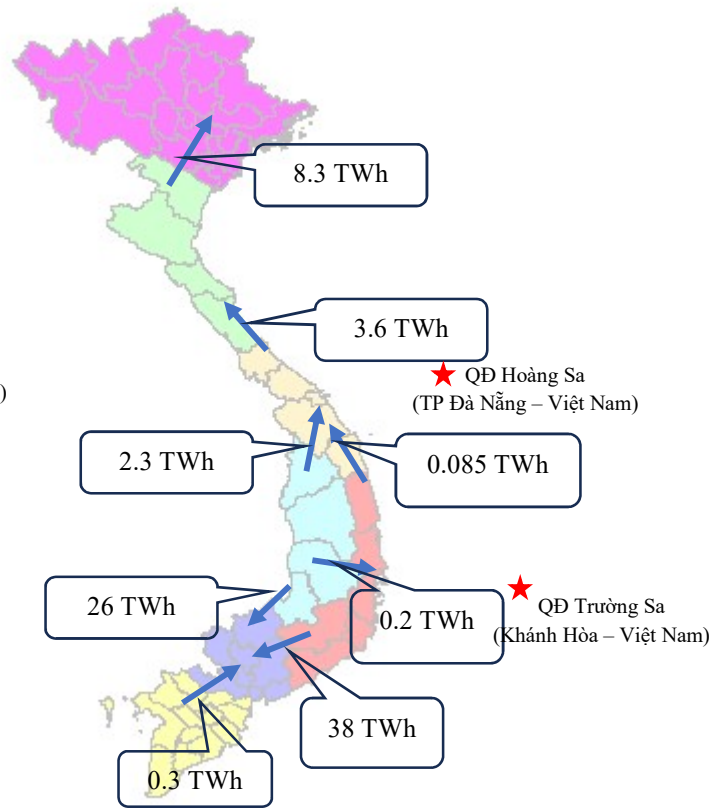 8.3 TWh
3.6 TWh
QĐ Hoàng Sa
(TP Đà Nẵng – Việt Nam)
)
2.3 TWh
0.085 TWh
26 TWh
0.2 TWh
QĐ Trường Sa
(Khánh Hòa – Việt Nam)
38 TWh
0.3 TWh